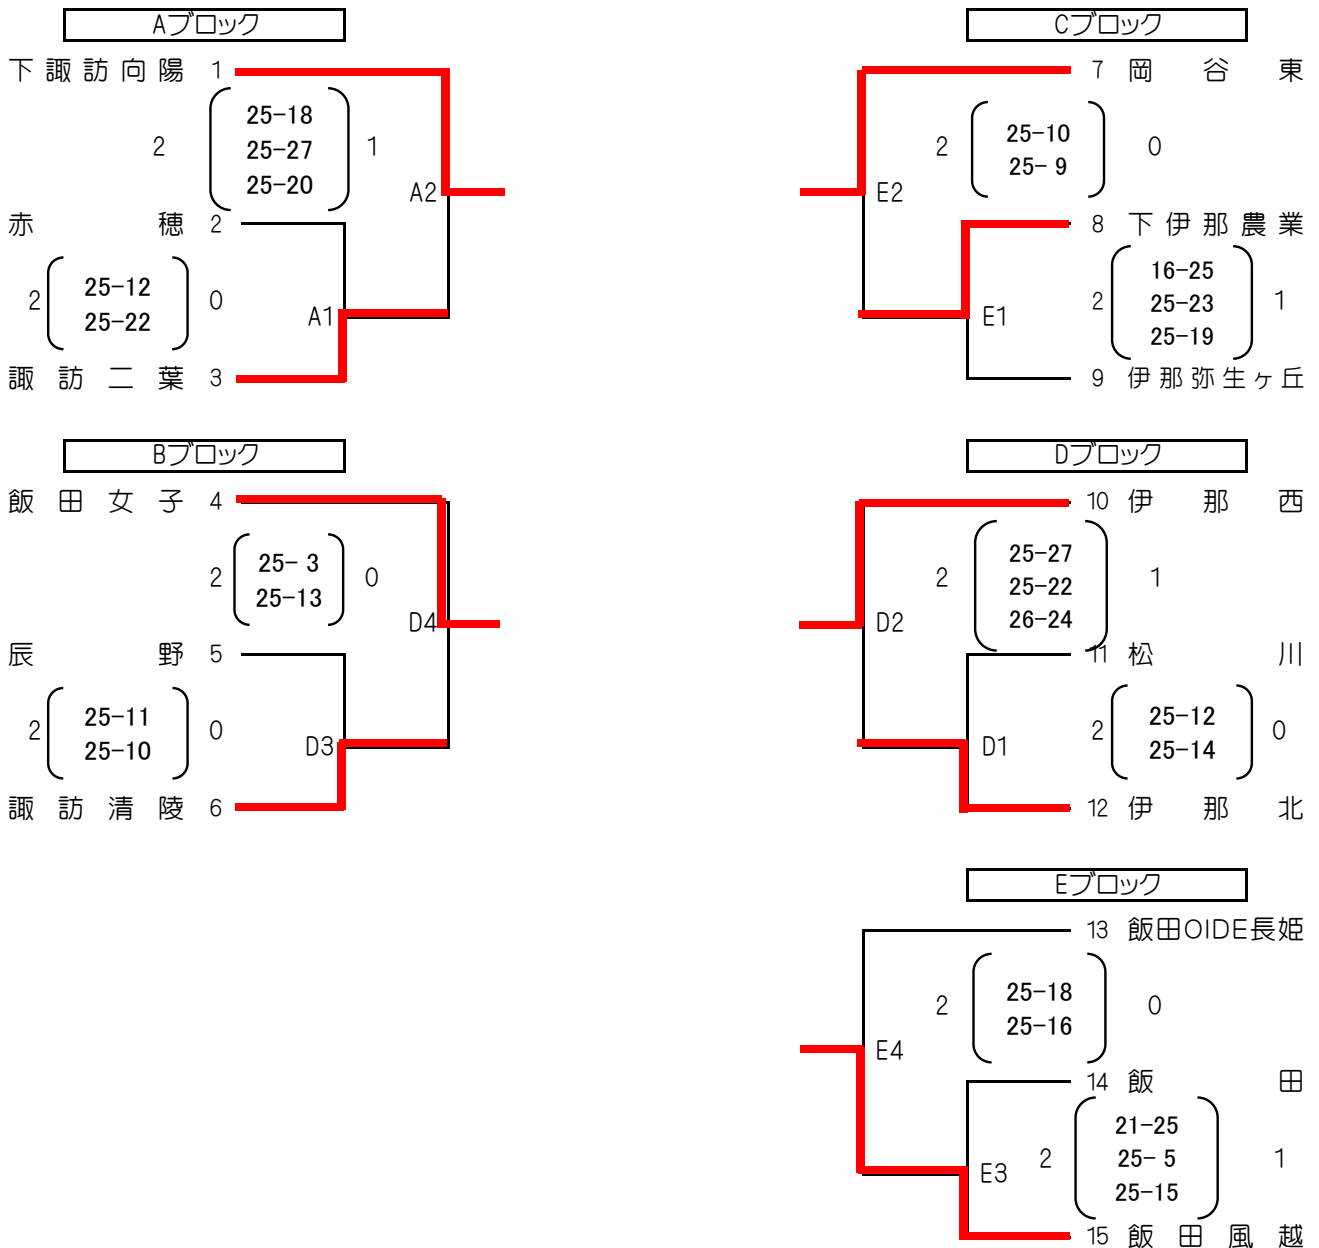 Aブロック
下諏訪向陽 1
2 25-18 1
25-27
25-20
A2
赤穂 2
2 25-12 0
25-22
A1
諏訪二葉 3
Bブロック
飯田女子 4
2 25- 3 0
25-13
D4
辰野 5
2 25-11 0
25-10
D3
諏訪清陵 6
Cブロック
7 岡谷東
2 25-10 0
25- 9
E2
8 下伊那農業
2 16-25 1
25-23
25-19
E1
9 伊那弥生ヶ丘
Dブロック
10 伊那西
2 25-27 1
25-22
26-24
D2
11 松川
2 25-12 0
25-14
D1
12 伊那北
Eブロック
13 飯田OIDE長姫
2 25-18 0
25-16
E4
14 飯田
2 21-25 1
25- 5
25-15
E3
15 飯田風越